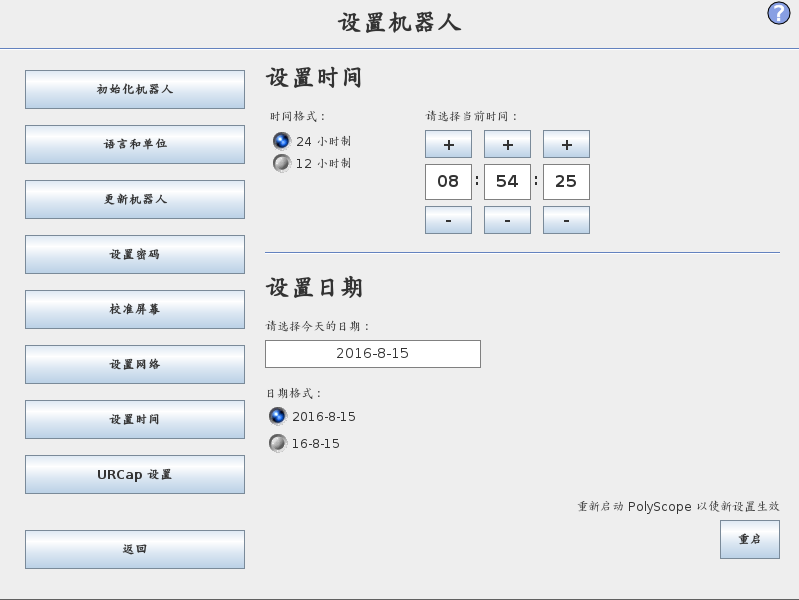 设置机器人
?
初始化机器人
语言和单位
更新机器人
设置密码
校准屏幕
设置网络
设置时间
URCap 设置
返回
设置时间
时间格式：
24 小时制
12 小时制
请选择当前时间：
+ + +
08 : 54 : 25
- - -
设置日期
请选择今天的日期：
2016-8-15
日期格式：
2016-8-15
16-8-15
重新启动 PolyScope 以使新设置生效
重启